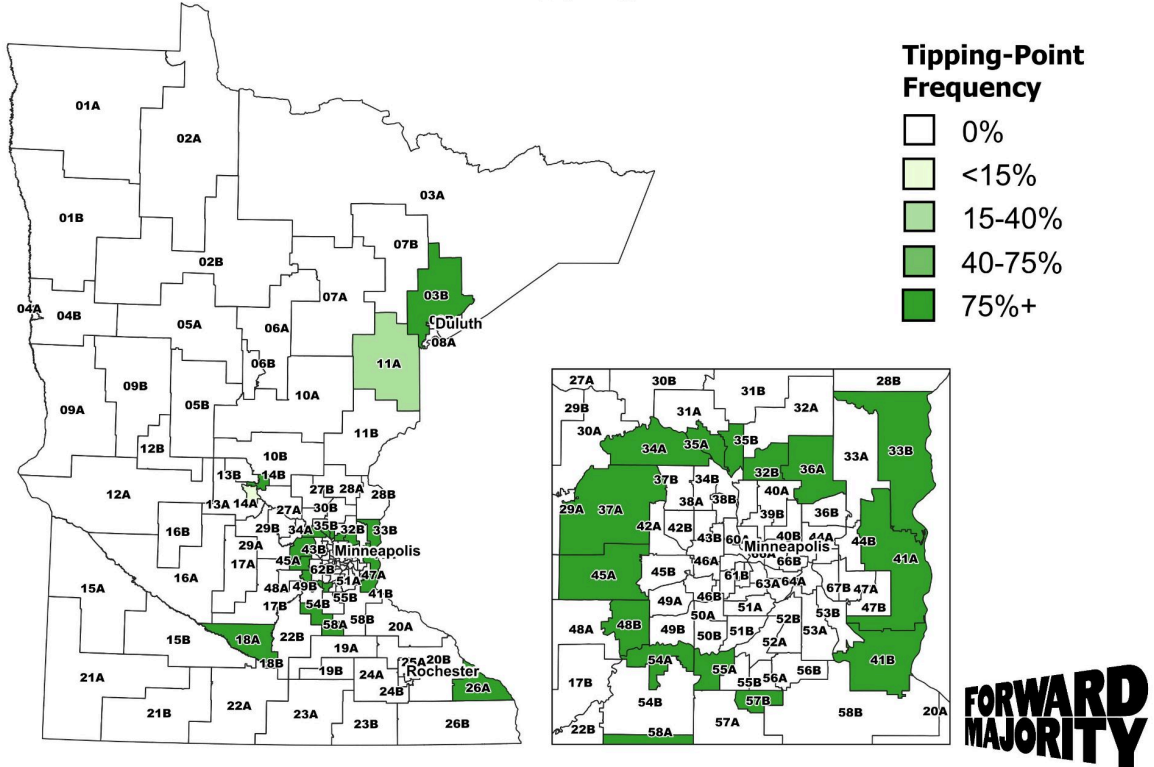 Tipping-Point
Frequency
0%
<15%
15-40%
40-75%
75%+
01A
02A
03A
01B
07B
02B
03B
07A
04A
04B
05A
06A
Duluth
08A
06B
11A
09B
09A
05B
10A
12B
11B
10B
13B
14B
12A
13A
14A
27B
28A
28B
27A
30B
16B
29B
34A
35B
32B
33B
29A
43B
Minneapolis
17A
45A
62B
16A
51A
47A
15A
48A
49B
41B
55B
17B
54B
58B
58A
20A
15B
18A
22B
19A
18B
19B
25A
20B
24A
Rochester
21A
26A
24B
22A
21B
23A
23B
26B
27A
30B
31B
28B
29B
31A
32A
30A
34A
35A
35B
33A
33B
32B
36A
37B
34B
40A
29A
37A
38A
38B
39B
36B
42A
42B
43B
60A
40B
44A
44B
Minneapolis
41A
46A
66B
45A
45B
61B
63A
64A
67B
47A
49A
46B
51A
53B
47B
48A
48B
49B
50A
50B
51B
52B
52A
53A
54A
55A
41B
17B
55B
56A
56B
54B
57B
22B
58A
57A
58B
20A
FORWARD
MAJORITY